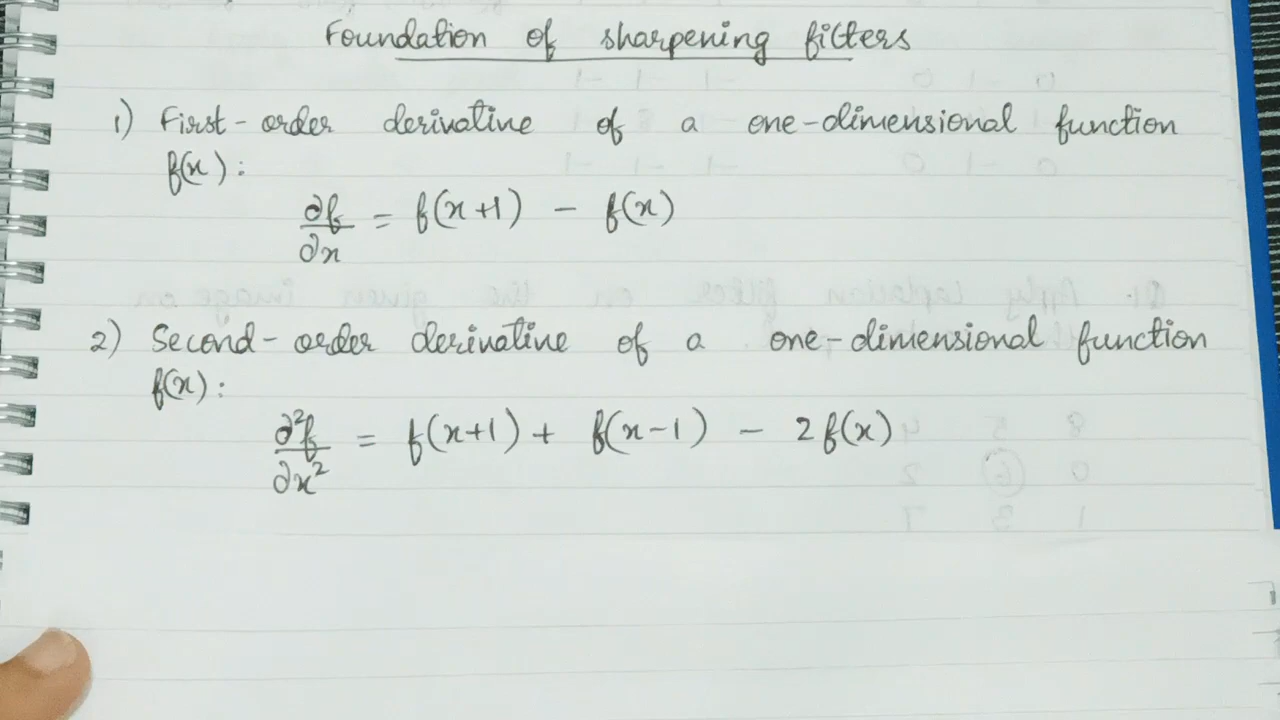 Foundation of sharpening filters
1) First-order derivative of a one-dimensional function
f(x):
∂f/∂x = f(x+1) - f(x)
2) Second-order derivative of a one-dimensional function
f(x):
∂²f/∂x² = f(x+1) + f(x-1) - 2f(x)